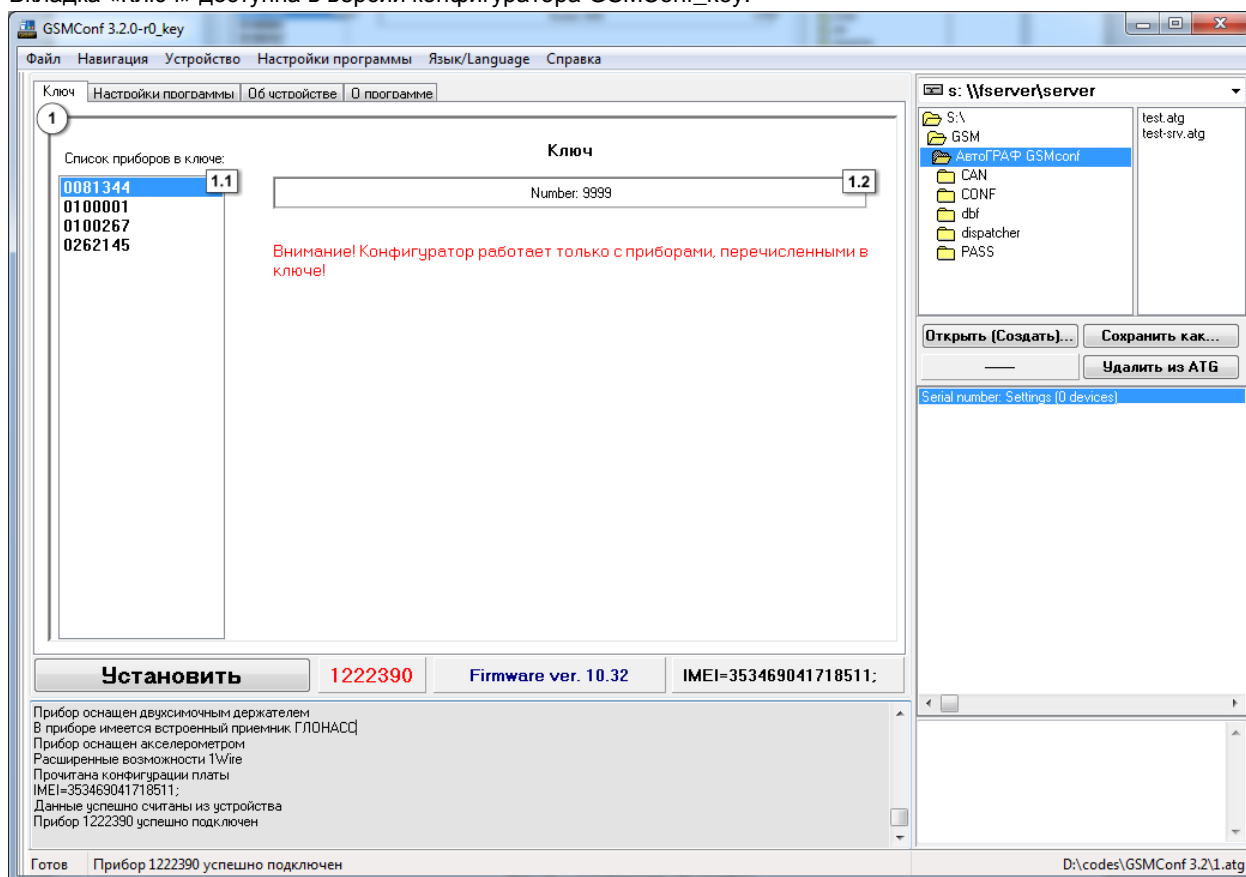 Вкладка «Ключ» доступна в версии конфигуратора GSMConf_key.
GSMConf 3.2.0-r0_key
Файл Навигация Устройство Настройки программы Язык/Language Справка
Ключ Настройки программы Об устройстве О программе
1
Список приборов в ключе:
0081344
0100001
0100267
0262145
1.1
Ключ
Number: 9999
1.2
Внимание! Конфигуратор работает только с приборами, перечисленными в
ключе!
s: \\fserver\server
S:\
GSM
АвтоГРАФ GSMconf
CAN
CONF
dbf
dispatcher
PASS
test.atg
test-srv.atg
Открыть (Создать)... Сохранить как...
Удалить из ATG
Serial number: Settings (0 devices)
Установить 1222390 Firmware ver. 10.32 IMEI=353469041718511;
Прибор оснащен двухсимочным держателем
В приборе имеется встроенный приемник ГЛОНАСС
Прибор оснащен акселерометром
Расширенные возможности 1Wire
Прочитана конфигурации платы
IMEI=353469041718511;
Данные успешно считаны из устройства
Прибор 1222390 успешно подключен
Готов Прибор 1222390 успешно подключен D:\codes\GSMConf 3.2\1.atg